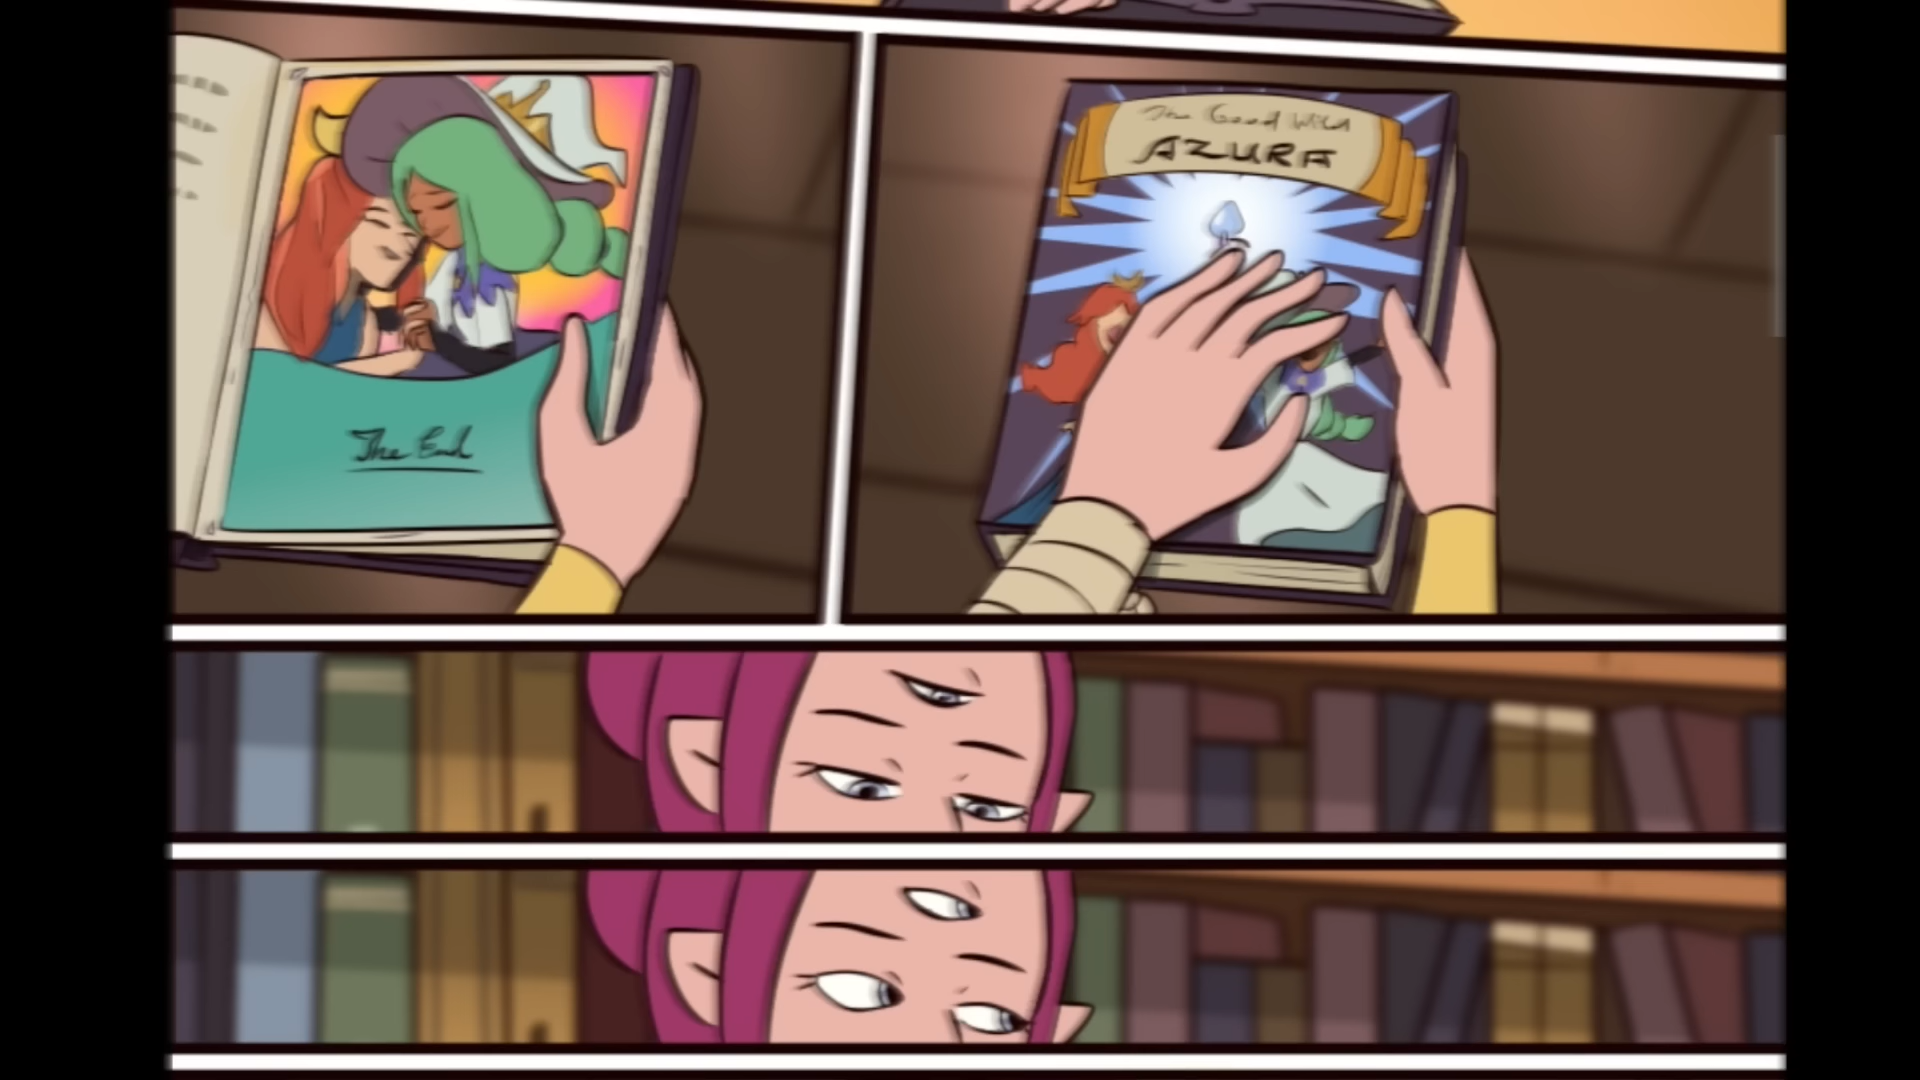 The End
The Good Witch
AZURA